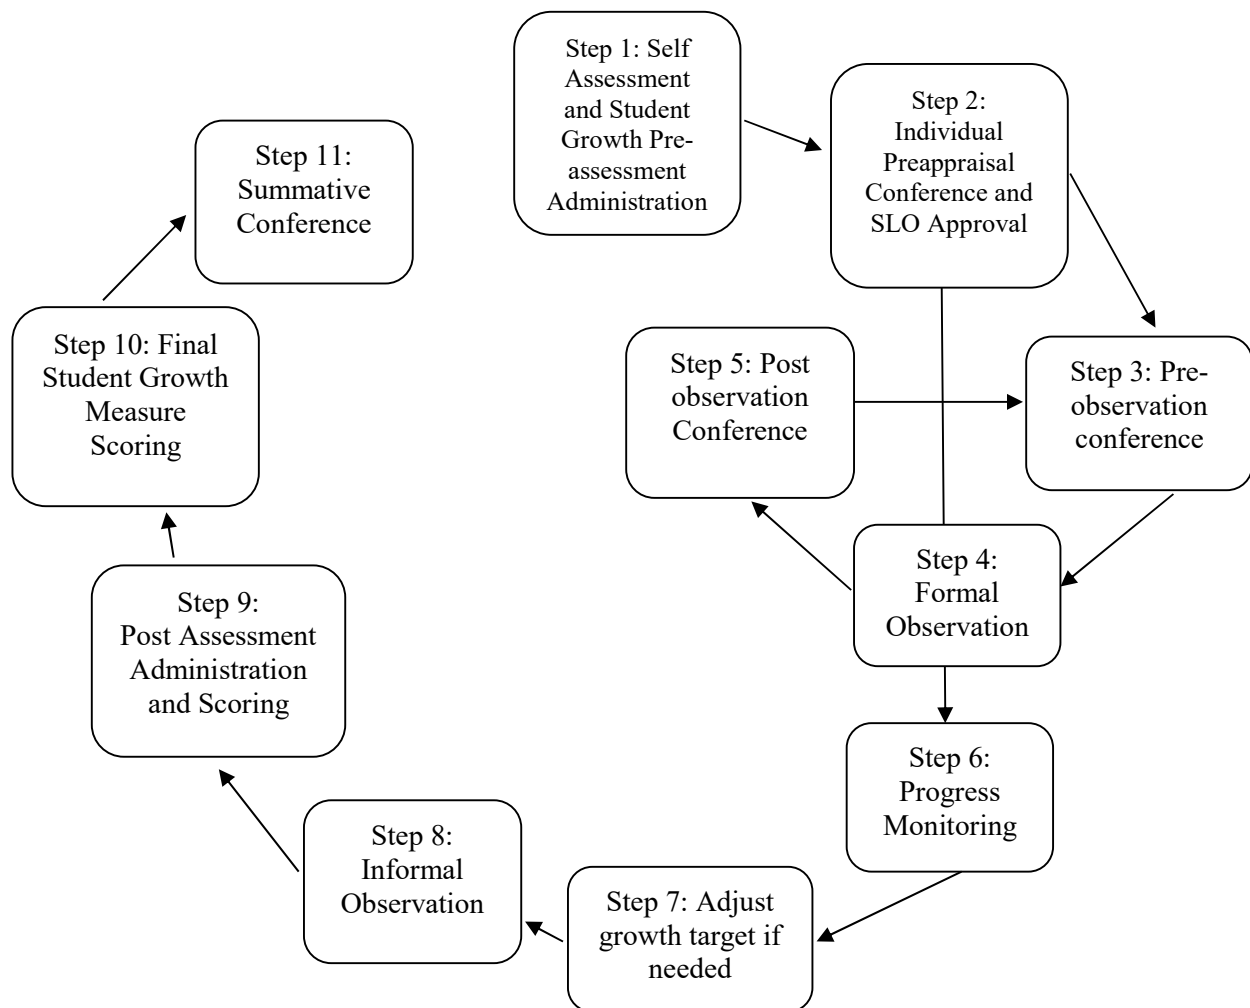 Step 1: Self
Assessment
and Student
Growth Pre-
assessment
Administration
Step 2:
Individual
Preappraisal
Conference and
SLO Approval
Step 3: Pre-
observation
conference
Step 4:
Formal
Observation
Step 5: Post
observation
Conference
Step 6:
Progress
Monitoring
Step 7: Adjust
growth target if
needed
Step 8:
Informal
Observation
Step 9:
Post Assessment
Administration
and Scoring
Step 10: Final
Student Growth
Measure
Scoring
Step 11:
Summative
Conference